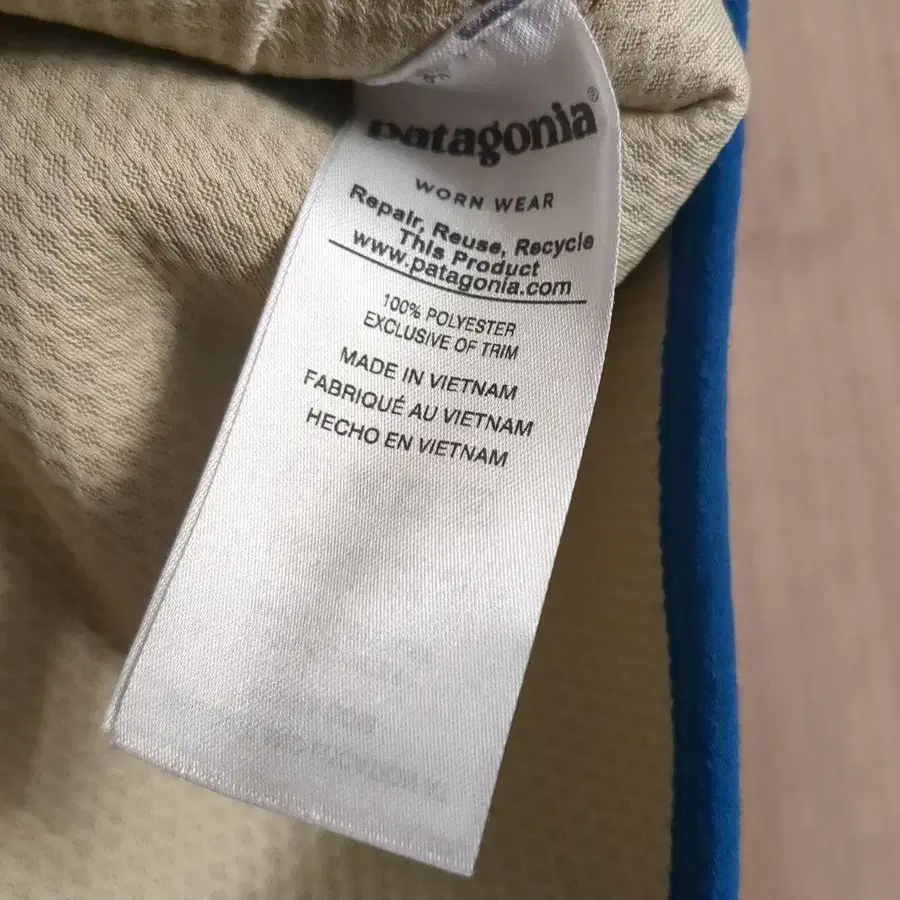 patagonia®
WORN WEAR
Repair, Reuse, Recycle
This Product
www.patagonia.com
100% POLYESTER
EXCLUSIVE OF TRIM
MADE IN VIETNAM
FABRIQUÉ AU VIETNAM
HECHO EN VIETNAM